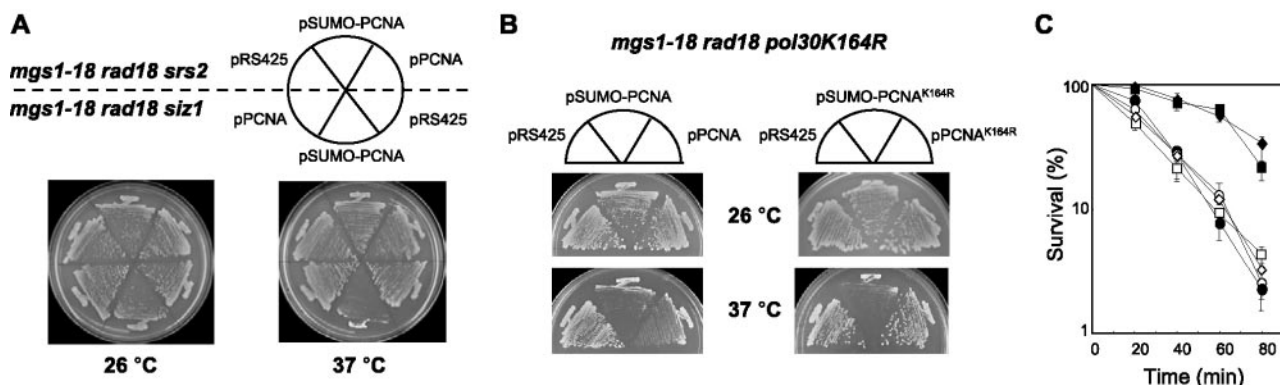 A
pSUMO-PCNA
pRS425
pPCNA
mgs1-18 rad18 srs2
mgs1-18 rad18 siz1
pPCNA
pRS425
pSUMO-PCNA
26 °C
37 °C
B
mgs1-18 rad18 pol30K164R
pSUMO-PCNA
pRS425
pPCNA
pSUMO-PCNAK164R
pRS425
pPCNAK164R
26 °C
37 °C
C
Survival (%)
100
10
1
0 20 40 60 80
Time (min)